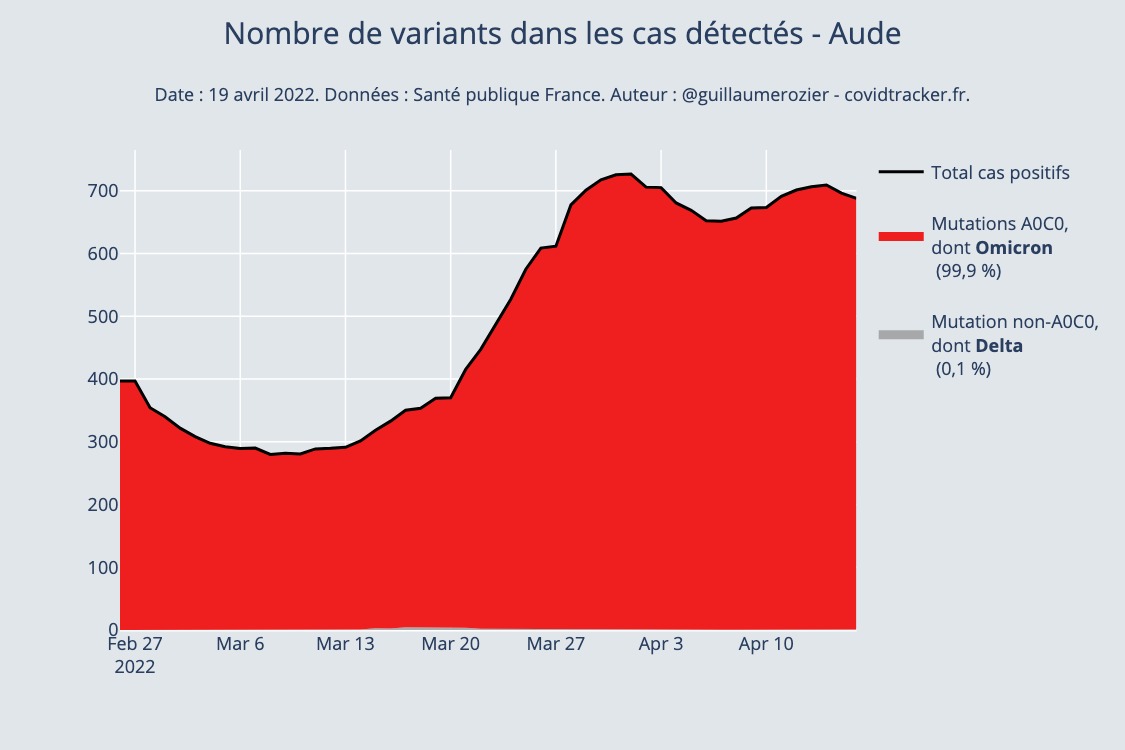 Nombre de variants dans les cas détectés - Aude
Date : 19 avril 2022. Données : Santé publique France. Auteur : @guillaumerozier - covidtracker.fr.
Total cas positifs
Mutations A0C0,
dont Omicron
(99,9 %)
Mutation non-A0C0,
dont Delta
(0,1 %)
700
600
500
400
300
200
100
0
Feb 27
2022
Mar 6
Mar 13
Mar 20
Mar 27
Apr 3
Apr 10